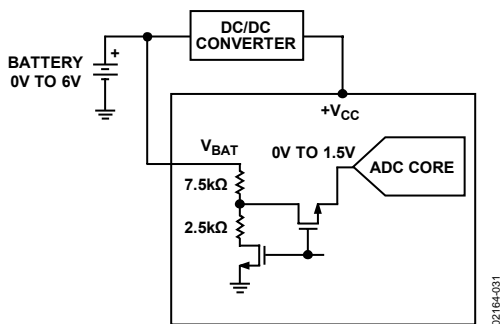 DC/DC
CONVERTER
BATTERY
0V TO 6V
+
+VCC
VBAT
0V TO 1.5V
ADC CORE
7.5kΩ
2.5kΩ
02164-031